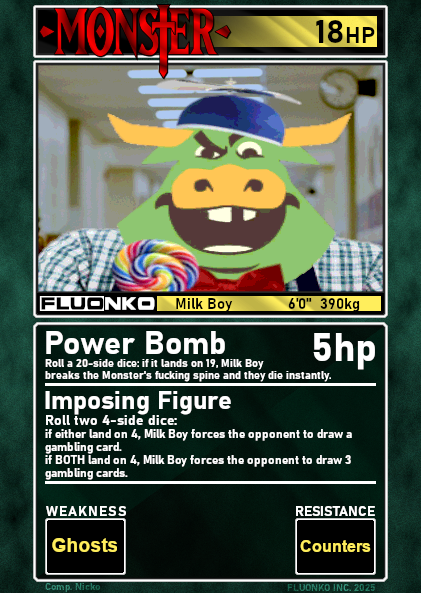 MONSTER
18HP
FLUONKO
Milk Boy
6'0" 390kg
Power Bomb
5hp
Roll a 20-side dice: if it lands on 19, Milk Boy
breaks the Monster's fucking spine and they die instantly.
Imposing Figure
Roll two 4-side dice:
if either land on 4, Milk Boy forces the opponent to draw a
gambling card.
if BOTH land on 4, Milk Boy forces the opponent to draw 3
gambling cards.
WEAKNESS
RESISTANCE
Ghosts
Counters
Comp. Nicko
FLUONKO INC. 2025